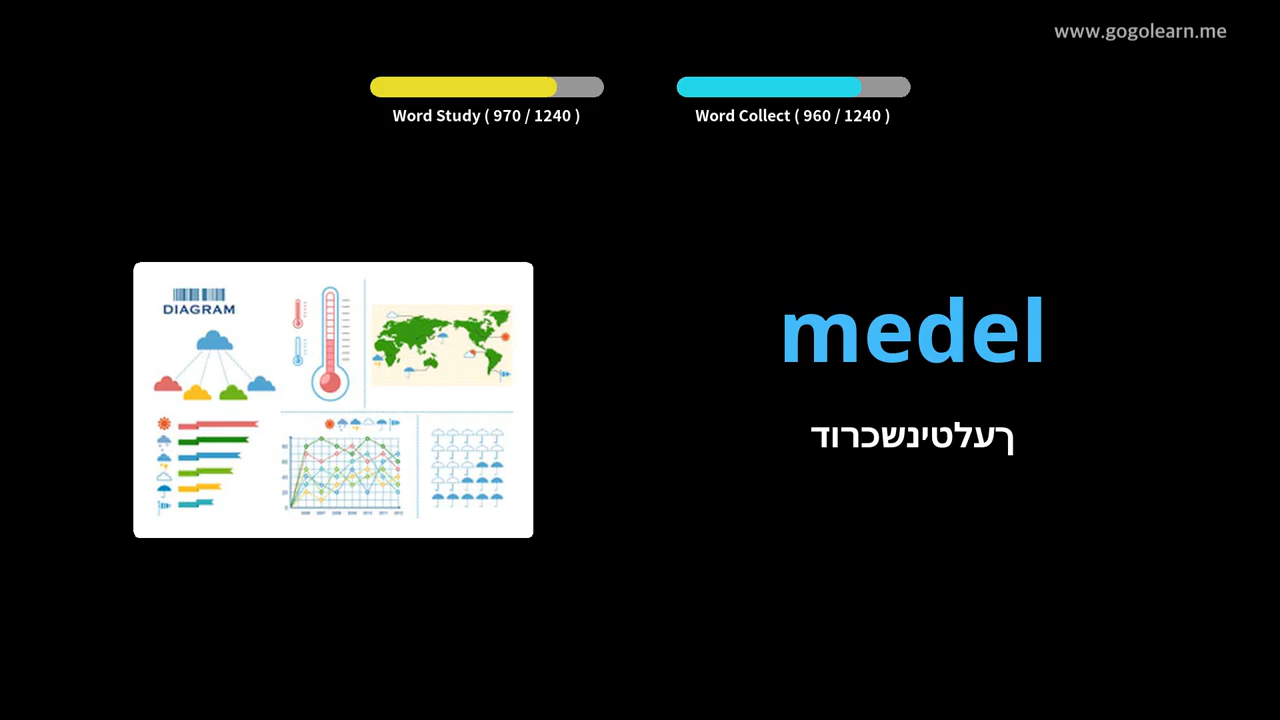 www.gogolearn.me
Word Study ( 970 / 1240 )
Word Collect ( 960 / 1240 )
DIAGRAM
medel
דורכשניטלעך